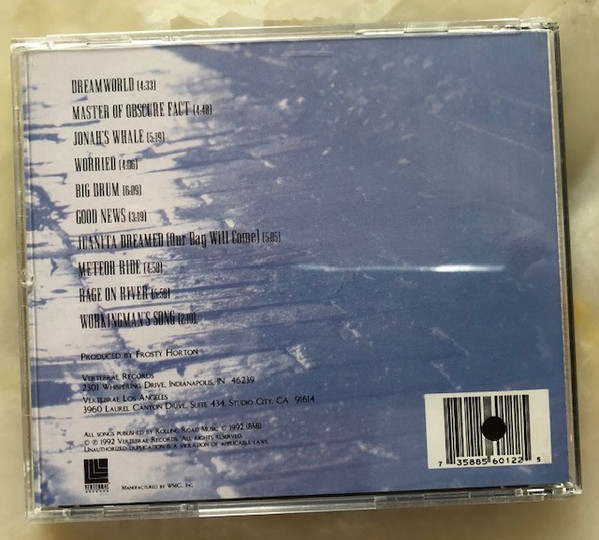 DREAMWORLD (4:33)
MASTER OF OBSCURE FACT (4:48)
JONAH'S WHALE (5:19)
WORRIED (4:06)
BIG DRUM (6:09)
GOOD NEWS (3:19)
JUANITA DREAMED (Our Day Will Come) (5:05)
METEOR RIDE (4:50)
RAGE ON RIVER (5:58)
WORKINGMAN'S SONG (2:10)
PRODUCED BY FROSTY HORTON
VERTEBRAE RECORDS
2301 WHISPERING DRIVE, INDIANAPOLIS, IN 46239
VERTEBRAE LOS ANGELES
3960 LAUREL CANYON DRIVE, SUITE 434, STUDIO CITY, CA 91614
ALL SONGS PUBLISHED BY ROLLING ROAD MUSIC © 1992 (BMI)
© ℗ 1992 VERTEBRAE RECORDS. ALL RIGHTS RESERVED.
UNAUTHORIZED DUPLICATION IS A VIOLATION OF APPLICABLE LAWS.
VERTEBRAE
RECORDS
MANUFACTURED BY WMG, INC.
7 35885 60122 5